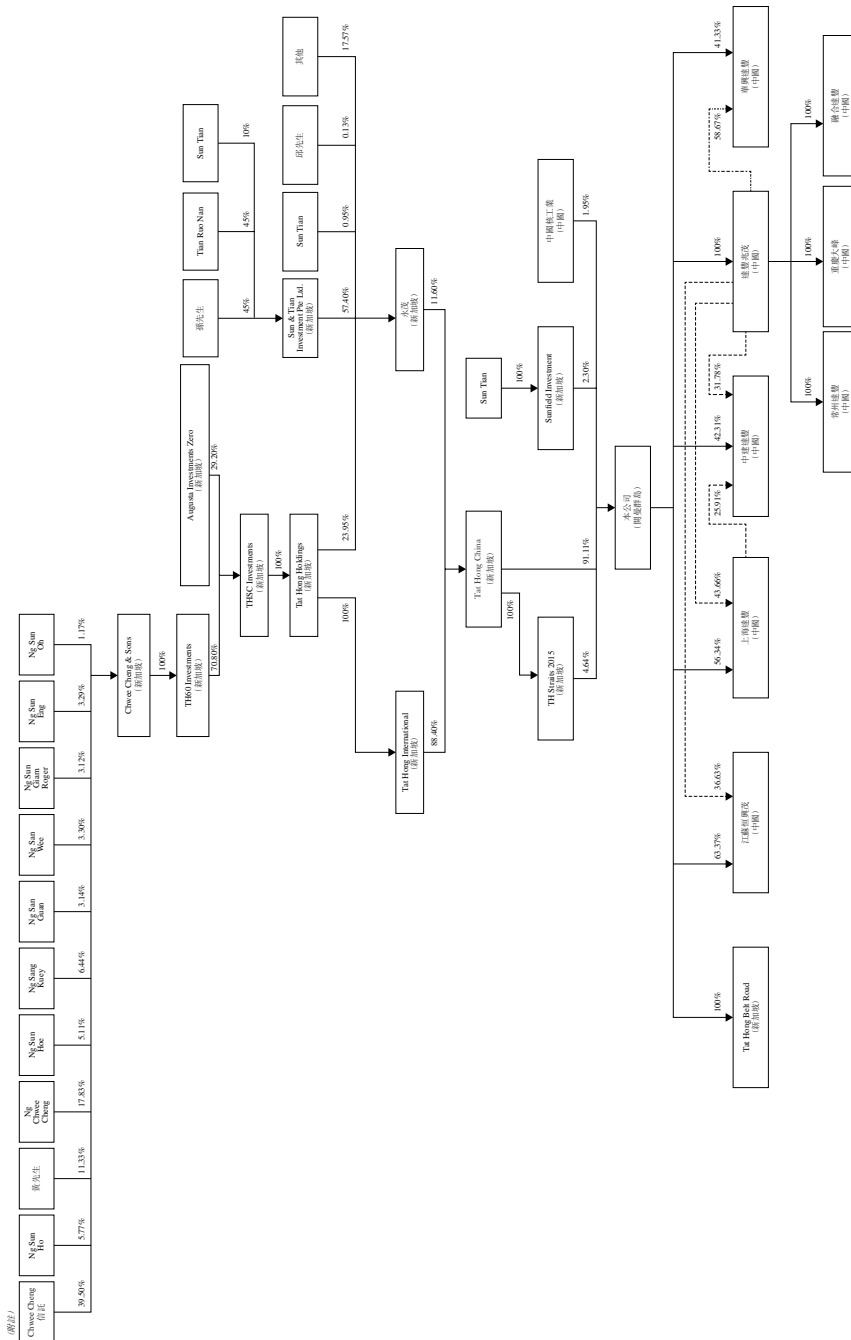 (附註)
Chwee Cheng
信託
39.50%
Ng Sun
Ho
5.77%
黃先生
11.33%
Ng
Chwee
Cheng
17.83%
Ng Sun
Hoe
5.11%
Ng Sang
Kuey
6.44%
Ng San
Guan
3.14%
Ng San
Wee
3.30%
Ng Sun
Giam
Roger
3.12%
Ng Sun
Eng
3.29%
Ng Sun
Oh
1.17%
Chwee Cheng & Sons
(新加坡)
100%
TH60 Investments
(新加坡)
70.80%
Augusta Investments Zero
(新加坡)
29.20%
孫先生
45%
Tian Ruo Nan
45%
Sun Tian
10%
THSC Investments
(新加坡)
100%
Tat Hong Holdings
(新加坡)
100%
23.95%
Sun & Tian
Investment Pte Ltd.
(新加坡)
57.40%
Sun Tian
0.95%
邱先生
0.13%
其他
17.57%
Tat Hong International
(新加坡)
88.40%
永茂
(新加坡)
11.60%
Tat Hong China
(新加坡)
100%
91.11%
Sun Tian
100%
TH Straits 2015
(新加坡)
4.64%
Sunfield Investment
(新加坡)
2.30%
中國核工業
(中國)
1.95%
本公司
(開曼群島)
100%
63.37%
36.63%
56.34%
43.66%
25.91%
42.31%
31.78%
100%
58.67%
41.33%
Tat Hong Belt Road
(新加坡)
江蘇恒興茂
(中國)
上海達豐
(中國)
中建達豐
(中國)
達豐兆茂
(中國)
華興達豐
(中國)
100%
100%
100%
常州達豐
(中國)
重慶大峰
(中國)
融合達豐
(中國)